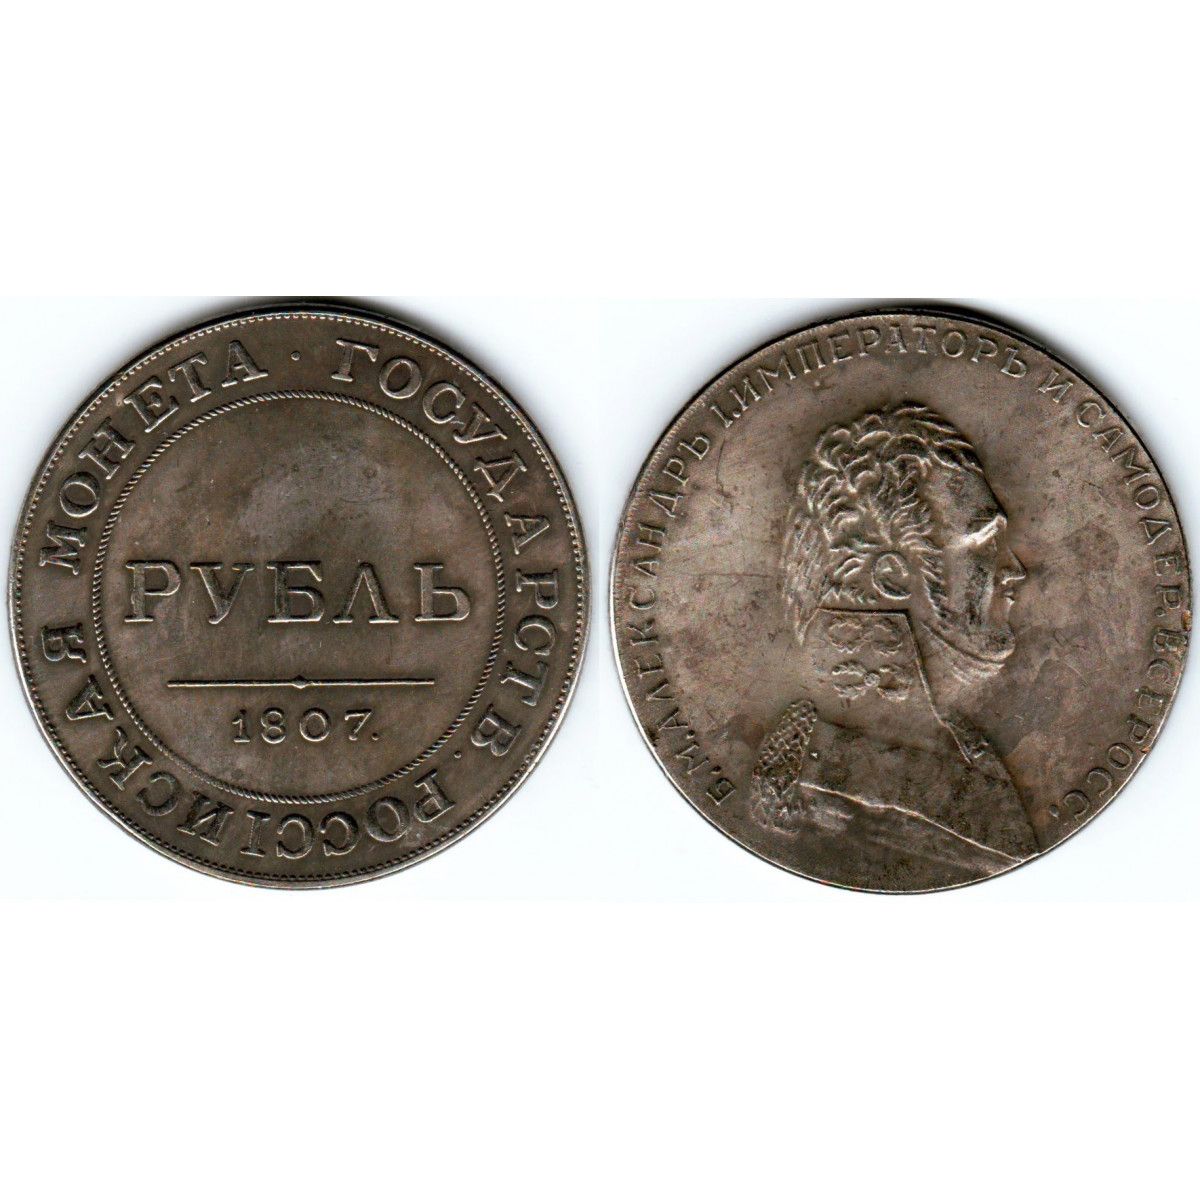 ГОСУДАРСТВ. РОССІЙСКАЯ МОНЕТА ·
РУБЛЬ
1807.
Б.М.АЛЕКСАНДРЪ I.ИМПЕРАТОРЪ И САМОДЕР.ВСЕРОСС.